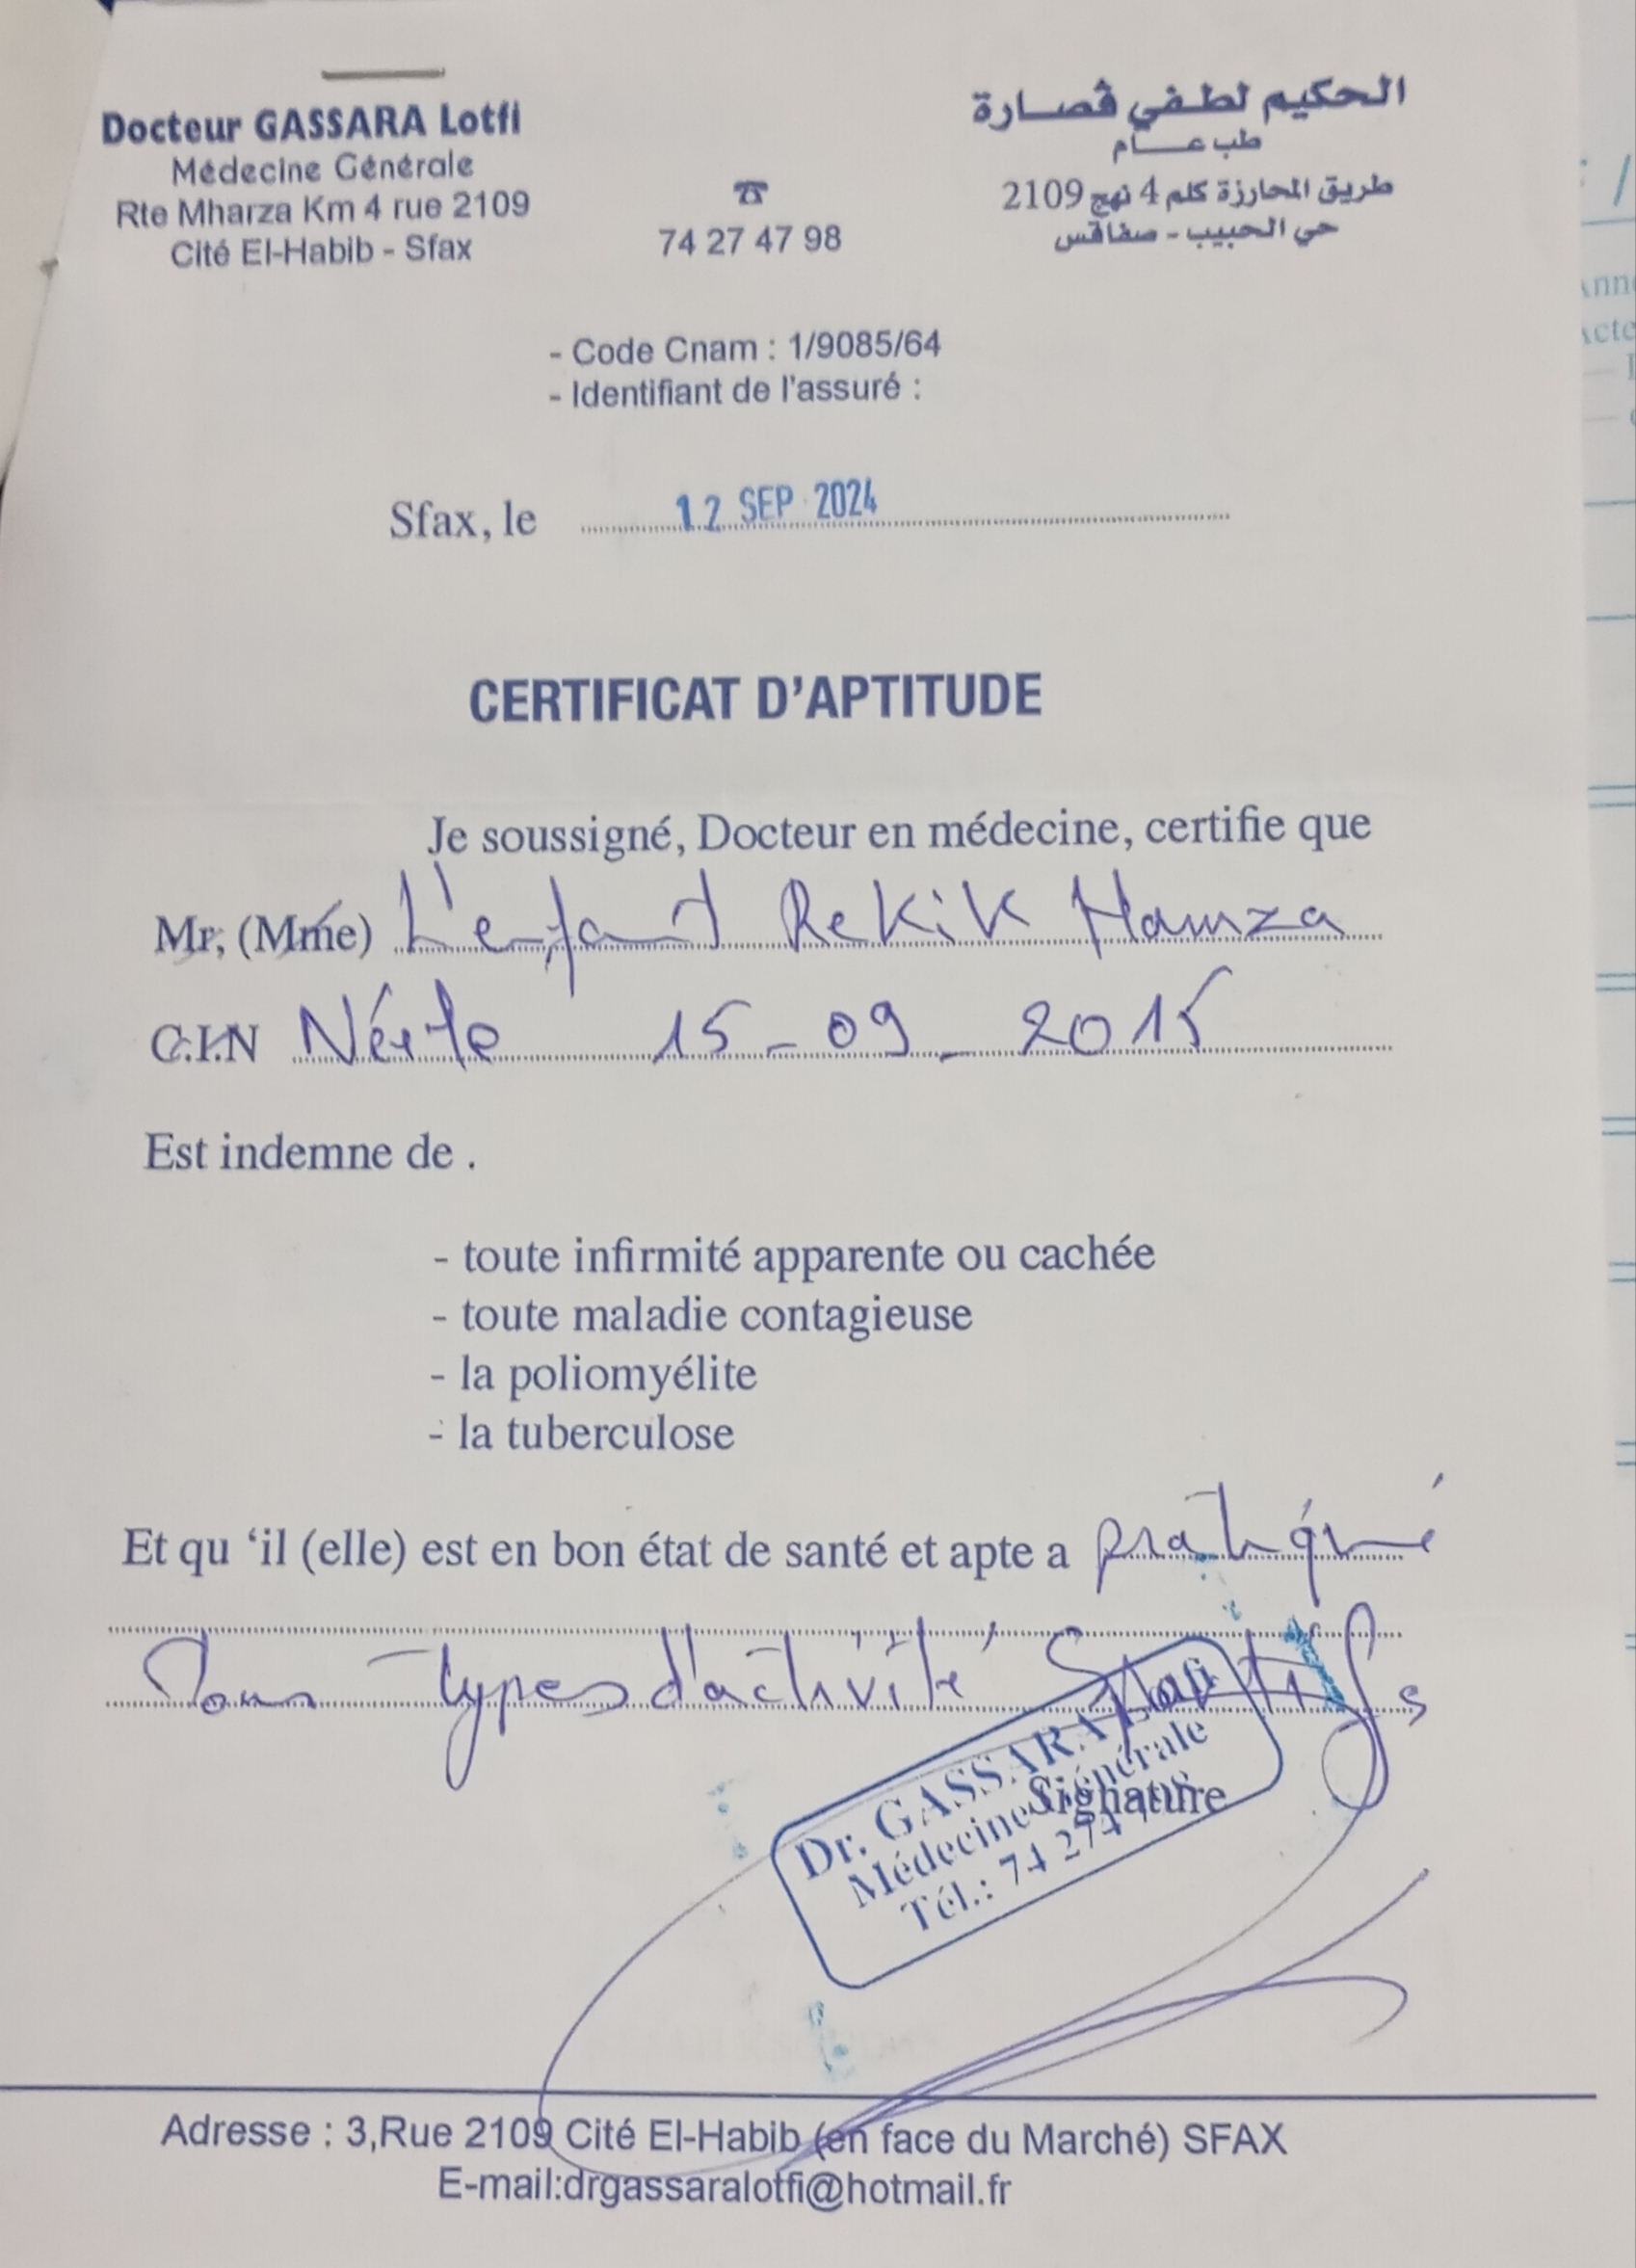 Docteur GASSARA Lotfi
Médecine Générale
Rte Mharza Km 4 rue 2109
Cité El-Habib - Sfax
☎
74 27 47 98
الحكيم لطفي ڤصارة
طب عام
طريق المحارزة كلم 4 نهج 2109
حي الحبيب - صفاقس
- Code Cnam : 1/9085/64
- Identifiant de l'assuré :
Sfax, le 12 SEP 2024
CERTIFICAT D'APTITUDE
Je soussigné, Docteur en médecine, certifie que
Mr, (Mme) L'enfant Rekik Hamza
C.I.N Né le 15-09-2015
Est indemne de .
- toute infirmité apparente ou cachée
- toute maladie contagieuse
- la poliomyélite
- la tuberculose
Et qu 'il (elle) est en bon état de santé et apte a pratiqué
Tous types d'activité Sportifs
Signature
Dr. GASSARA Lotfi
Médecine Générale
Tél.: 74 274 798
Adresse : 3,Rue 2109 Cité El-Habib (en face du Marché) SFAX
E-mail:drgassaralotfi@hotmail.fr